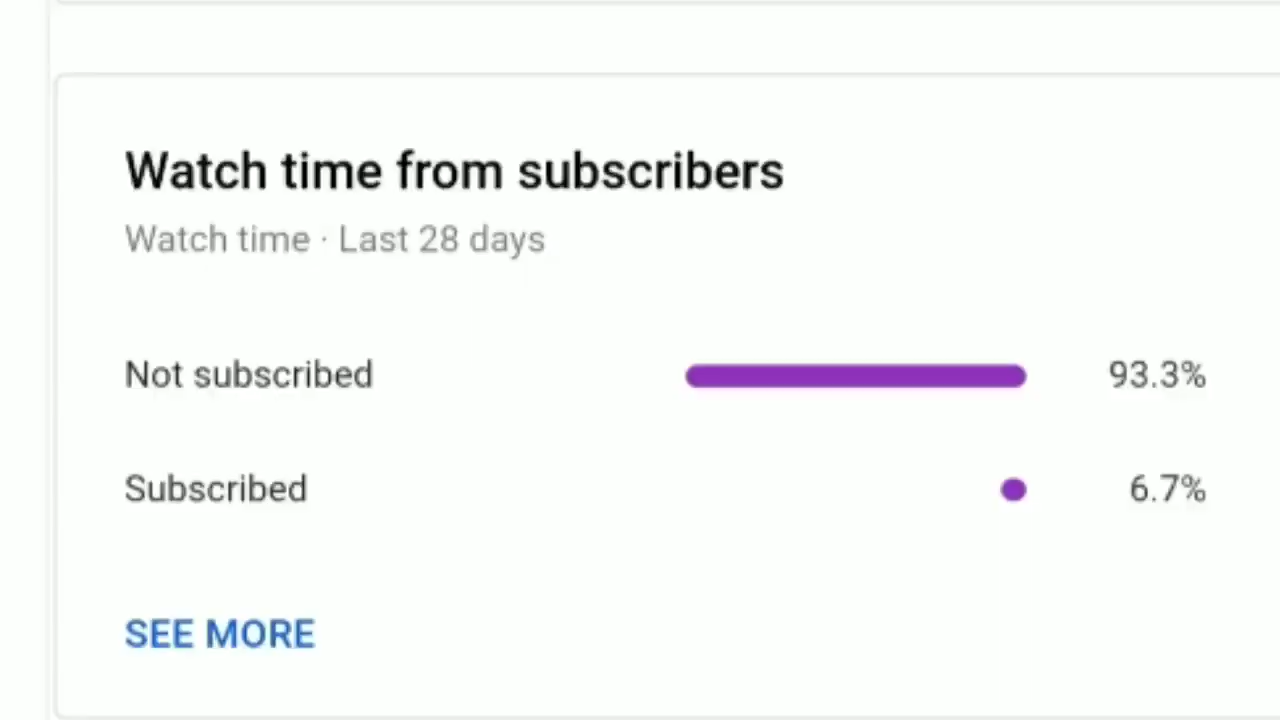 Watch time from subscribers
Watch time · Last 28 days
Not subscribed 93.3%
Subscribed 6.7%
SEE MORE